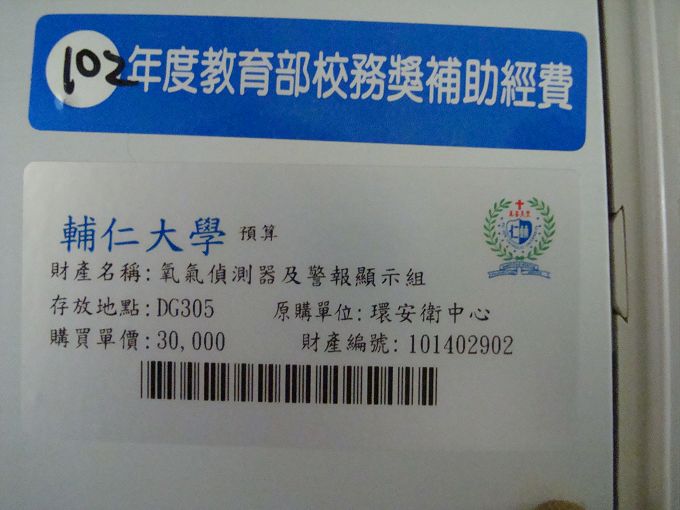 102年度教育部校務獎補助經費
輔仁大學 預算
財產名稱:氧氣偵測器及警報顯示組
存放地點:DG305 原購單位:環安衛中心
購買單價:30,000 財產編號:101402902